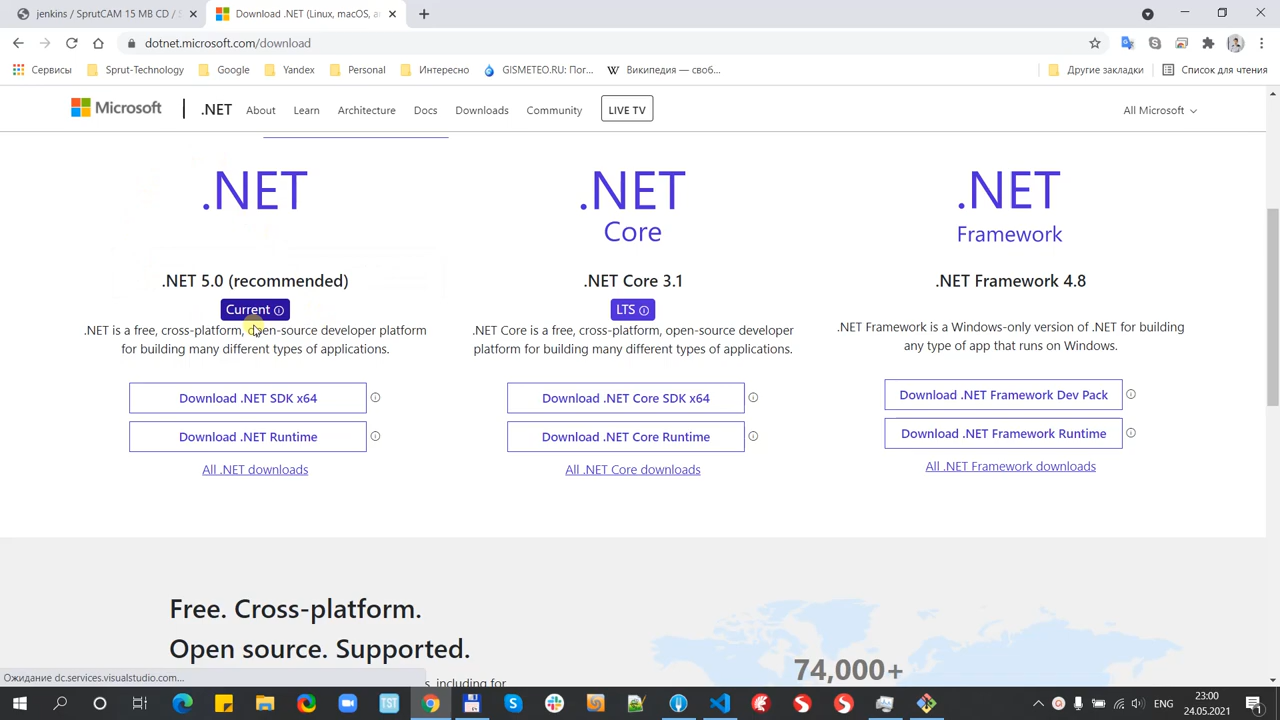 jenkins / SprutCAM 15 MB CD / S
Download .NET (Linux, macOS, a
dotnet.microsoft.com/download
Сервисы
Sprut-Technology
Google
Yandex
Personal
Интересно
GISMETEO.RU: Пог...
W Википедия — своб...
Другие закладки
Список для чтения
Microsoft
.NET
About
Learn
Architecture
Docs
Downloads
Community
LIVE TV
All Microsoft
.NET
.NET 5.0 (recommended)
Current
.NET is a free, cross-platform, open-source developer platform
for building many different types of applications.
Download .NET SDK x64
Download .NET Runtime
All .NET downloads
.NET
Core
.NET Core 3.1
LTS
.NET Core is a free, cross-platform, open-source developer
platform for building many different types of applications.
Download .NET Core SDK x64
Download .NET Core Runtime
All .NET Core downloads
.NET
Framework
.NET Framework 4.8
.NET Framework is a Windows-only version of .NET for building
any type of app that runs on Windows.
Download .NET Framework Dev Pack
Download .NET Framework Runtime
All .NET Framework downloads
Free. Cross-platform.
Open source. Supported.
74,000+
Ожидание dc.services.visualstudio.com...
TST
ENG
23:00
24.05.2021